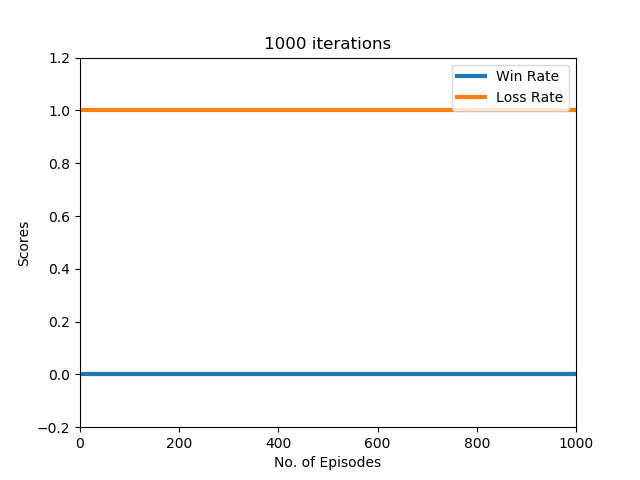 1000 iterations
1.2
1.0
0.8
0.6
0.4
0.2
0.0
−0.2
Scores
Win Rate
Loss Rate
0 200 400 600 800 1000
No. of Episodes